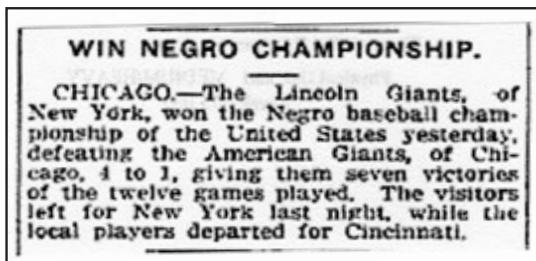 WIN NEGRO CHAMPIONSHIP.
CHICAGO.—The Lincoln Giants, of
New York, won the Negro baseball cham-
pionship of the United States yesterday,
defeating the American Giants, of Chi-
cago, 4 to 1, giving them seven victories
of the twelve games played. The visitors
left for New York last night, while the
local players departed for Cincinnati.